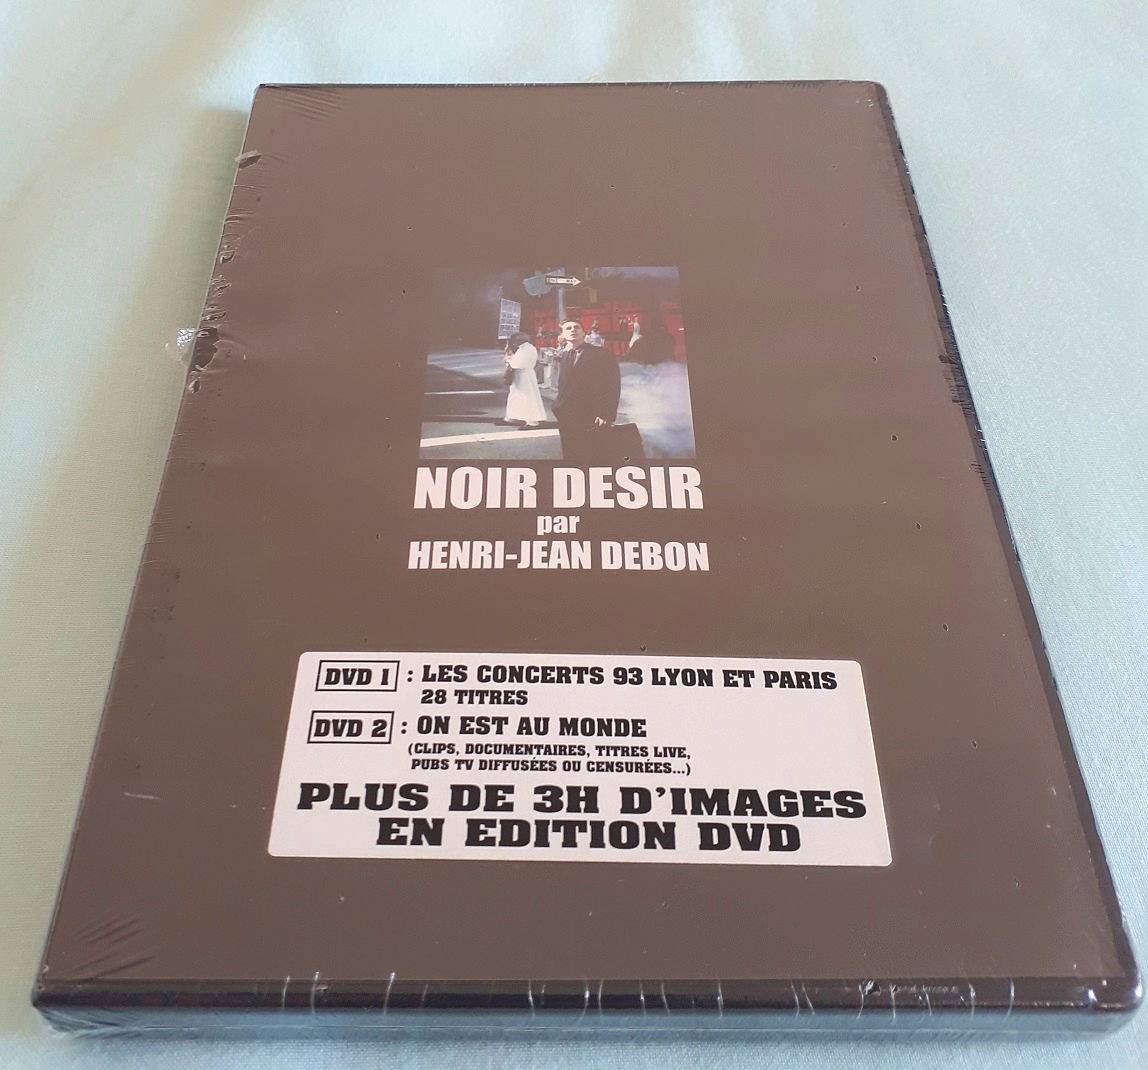 NOIR DESIR
par
HENRI-JEAN DEBON
DVD 1 : LES CONCERTS 93 LYON ET PARIS
28 TITRES
DVD 2 : ON EST AU MONDE
(CLIPS, DOCUMENTAIRES, TITRES LIVE,
PUBS TV DIFFUSÉES OU CENSURÉES...)
PLUS DE 3H D'IMAGES
EN EDITION DVD